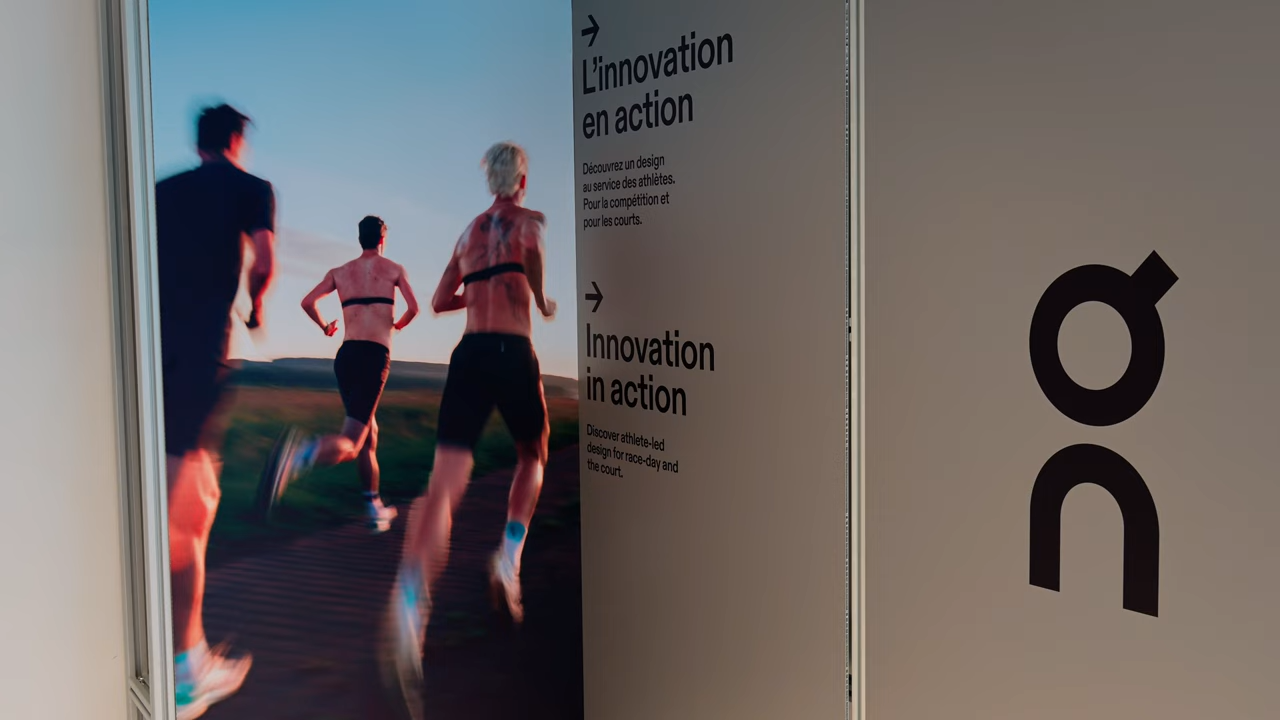 →
L'innovation
en action
Découvrez un design
au service des athlètes.
Pour la compétition et
pour les courts.
→
Innovation
in action
Discover athlete-led
design for race-day and
the court.
On